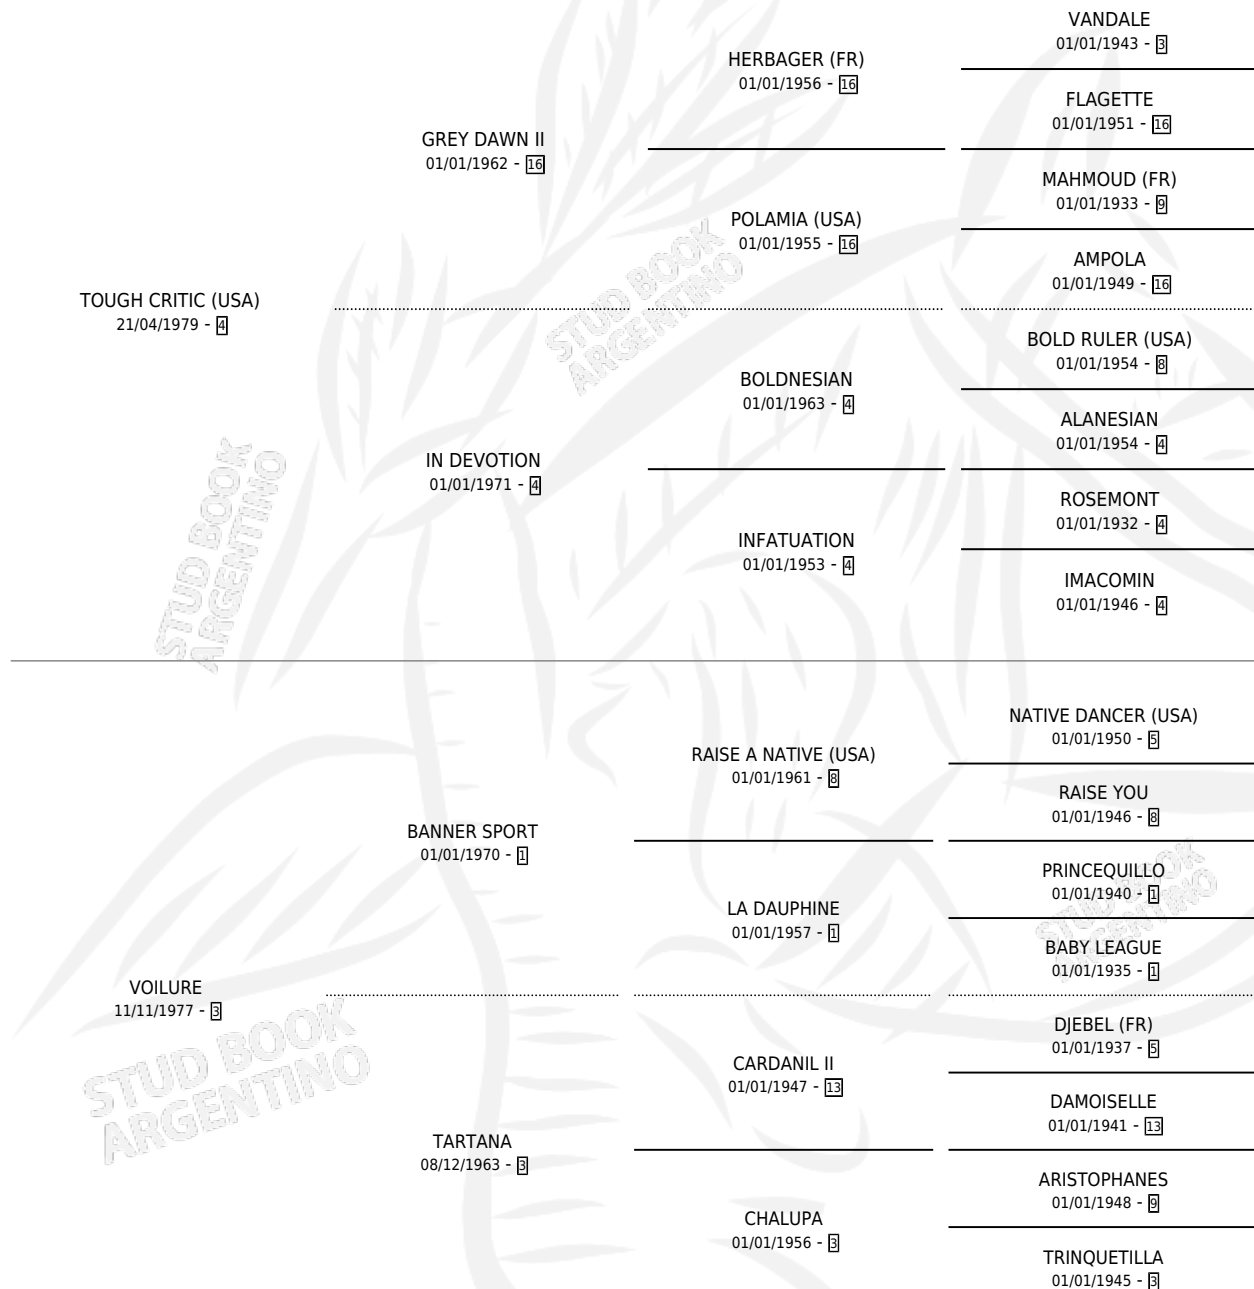 VANDALE
01/01/1943 - 3
HERBAGER (FR)
01/01/1956 - 16
FLAGETTE
01/01/1951 - 16
GREY DAWN II
01/01/1962 - 16
MAHMOUD (FR)
01/01/1933 - 9
POLAMIA (USA)
01/01/1955 - 16
AMPOLA
01/01/1949 - 16
TOUGH CRITIC (USA)
21/04/1979 - 4
STUD BOOK
ARGENTINO
BOLD RULER (USA)
01/01/1954 - 8
BOLDNESIAN
01/01/1963 - 4
ALANESIAN
01/01/1954 - 4
IN DEVOTION
01/01/1971 - 4
ROSEMONT
01/01/1932 - 4
INFATUATION
01/01/1953 - 4
IMACOMIN
01/01/1946 - 4
STUD BOOK
ARGENTINO
NATIVE DANCER (USA)
01/01/1950 - 5
RAISE A NATIVE (USA)
01/01/1961 - 8
RAISE YOU
01/01/1946 - 8
BANNER SPORT
01/01/1970 - 1
PRINCEQUILLO
01/01/1940 - 1
LA DAUPHINE
01/01/1957 - 1
STUD BOOK
ARGENTINO
BABY LEAGUE
01/01/1935 - 1
VOILURE
11/11/1977 - 3
DJEBEL (FR)
01/01/1937 - 5
CARDANIL II
01/01/1947 - 13
STUD BOOK
ARGENTINO
DAMOISELLE
01/01/1941 - 13
TARTANA
08/12/1963 - 3
ARISTOPHANES
01/01/1948 - 9
CHALUPA
01/01/1956 - 3
TRINQUETILLA
01/01/1945 - 3